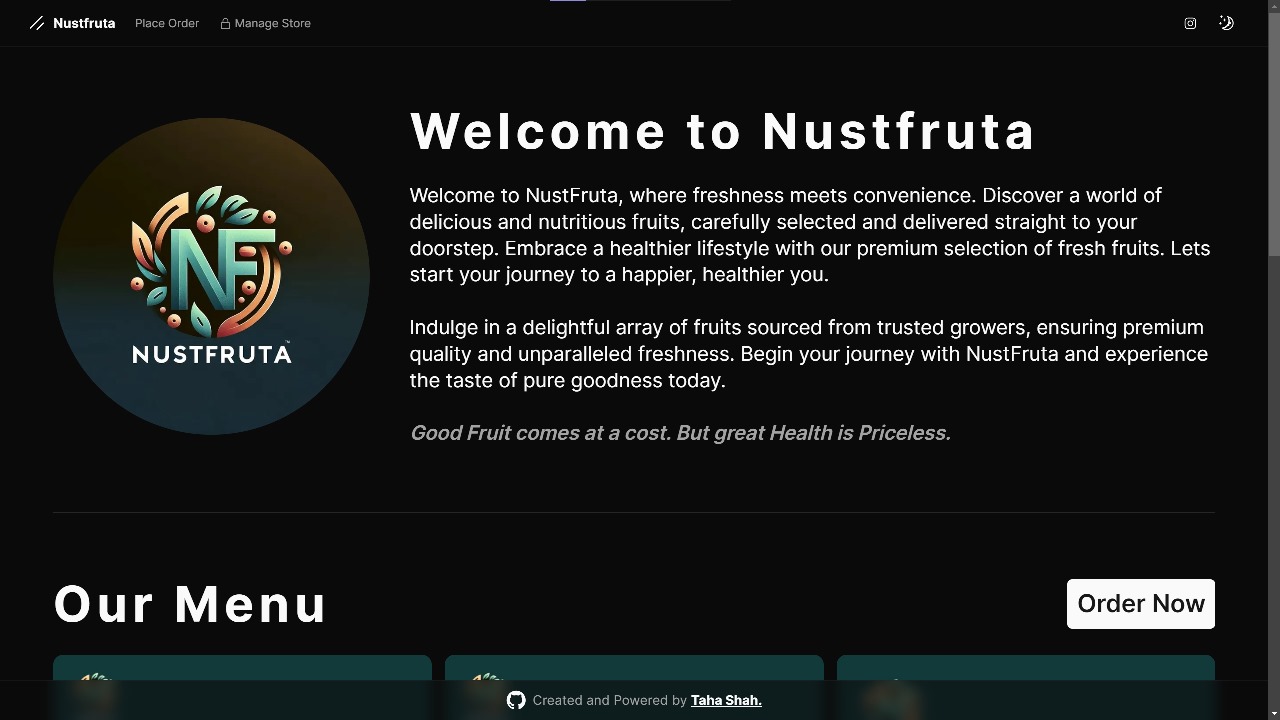 Nustfruta Place Order Manage Store
Welcome to Nustfruta
Welcome to NustFruta, where freshness meets convenience. Discover a world of
delicious and nutritious fruits, carefully selected and delivered straight to your
doorstep. Embrace a healthier lifestyle with our premium selection of fresh fruits. Lets
start your journey to a happier, healthier you.
Indulge in a delightful array of fruits sourced from trusted growers, ensuring premium
quality and unparalleled freshness. Begin your journey with NustFruta and experience
the taste of pure goodness today.
Good Fruit comes at a cost. But great Health is Priceless.
NF
NUSTFRUTA™
Our Menu
Order Now
Created and Powered by Taha Shah.